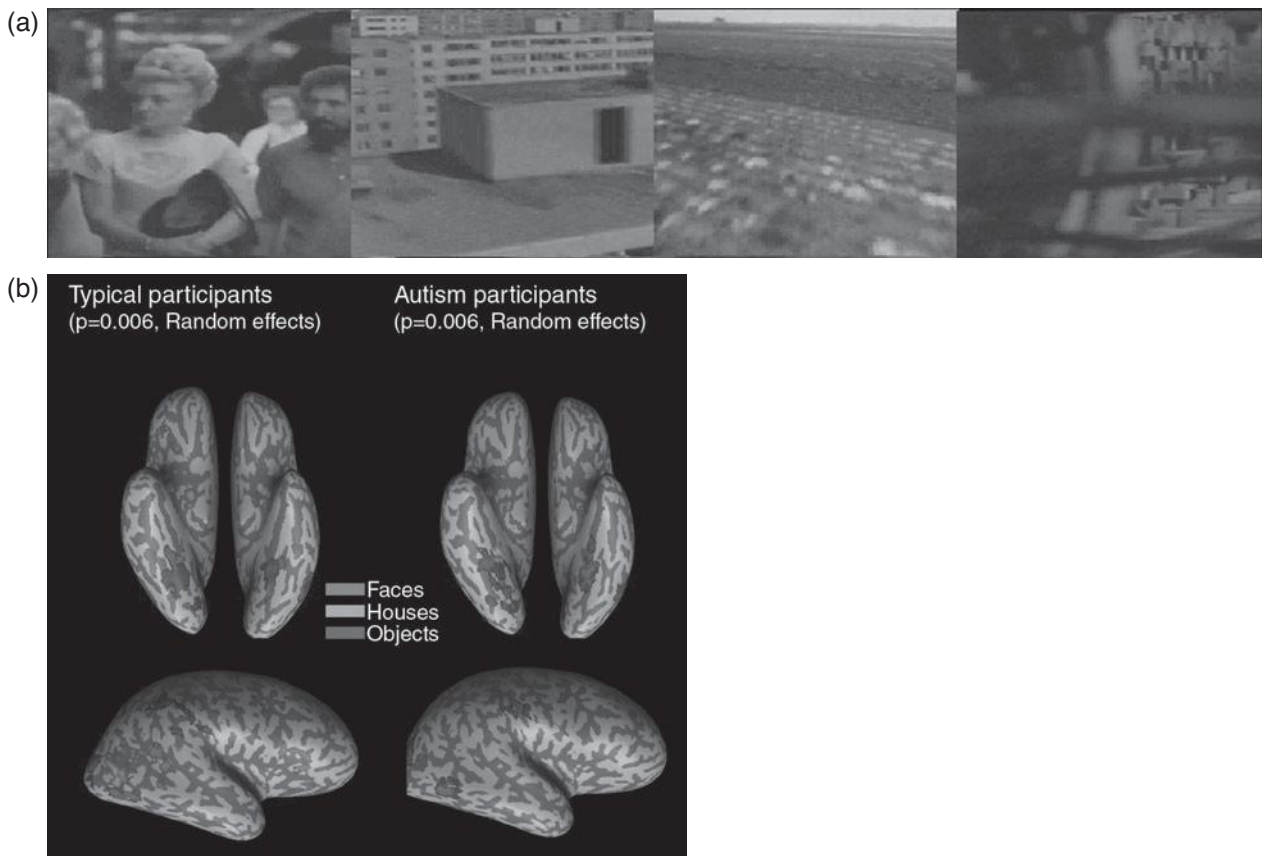 (a)
(b)
Typical participants
(p=0.006, Random effects)
Autism participants
(p=0.006, Random effects)
Faces
Houses
Objects